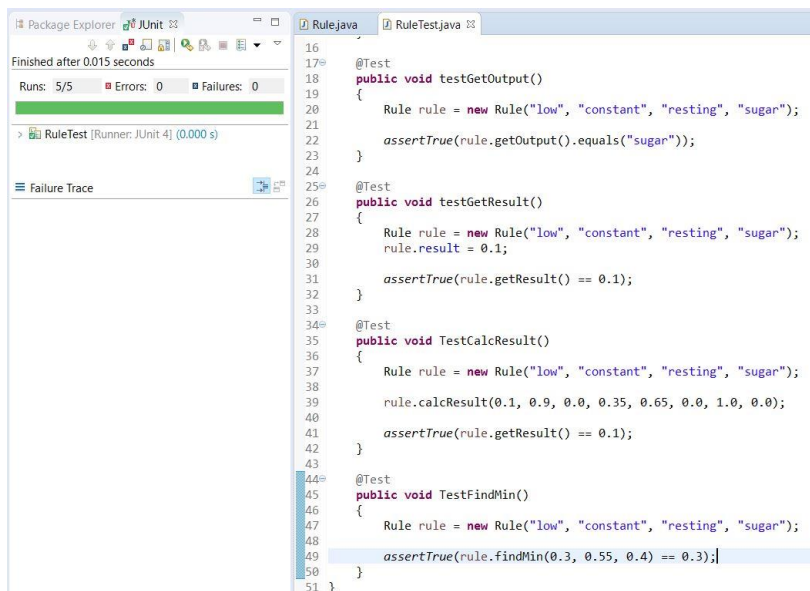 Package Explorer JUnit
Finished after 0.015 seconds
Runs: 5/5 Errors: 0 Failures: 0
RuleTest [Runner: JUnit 4] (0.000 s)
Failure Trace
Rule.java RuleTest.java
16
17 @Test
18 public void testGetOutput()
19 {
20 Rule rule = new Rule("low", "constant", "resting", "sugar");
21
22 assertTrue(rule.getOutput().equals("sugar"));
23 }
24
25 @Test
26 public void testGetResult()
27 {
28 Rule rule = new Rule("low", "constant", "resting", "sugar");
29 rule.result = 0.1;
30
31 assertTrue(rule.getResult() == 0.1);
32 }
33
34 @Test
35 public void TestCalcResult()
36 {
37 Rule rule = new Rule("low", "constant", "resting", "sugar");
38
39 rule.calcResult(0.1, 0.9, 0.0, 0.35, 0.65, 0.0, 1.0, 0.0);
40
41 assertTrue(rule.getResult() == 0.1);
42 }
43
44 @Test
45 public void TestFindMin()
46 {
47 Rule rule = new Rule("low", "constant", "resting", "sugar");
48
49 assertTrue(rule.findMin(0.3, 0.55, 0.4) == 0.3);
50 }
51 }